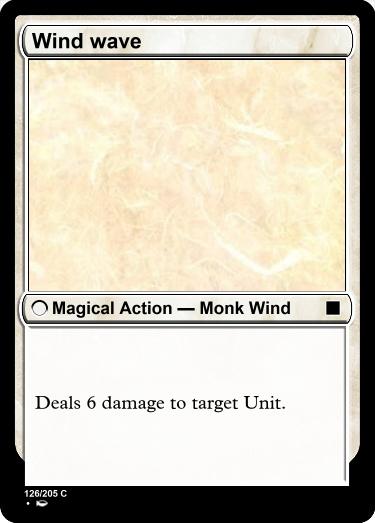 Wind wave
Magical Action — Monk Wind
Deals 6 damage to target Unit.
126/205 C